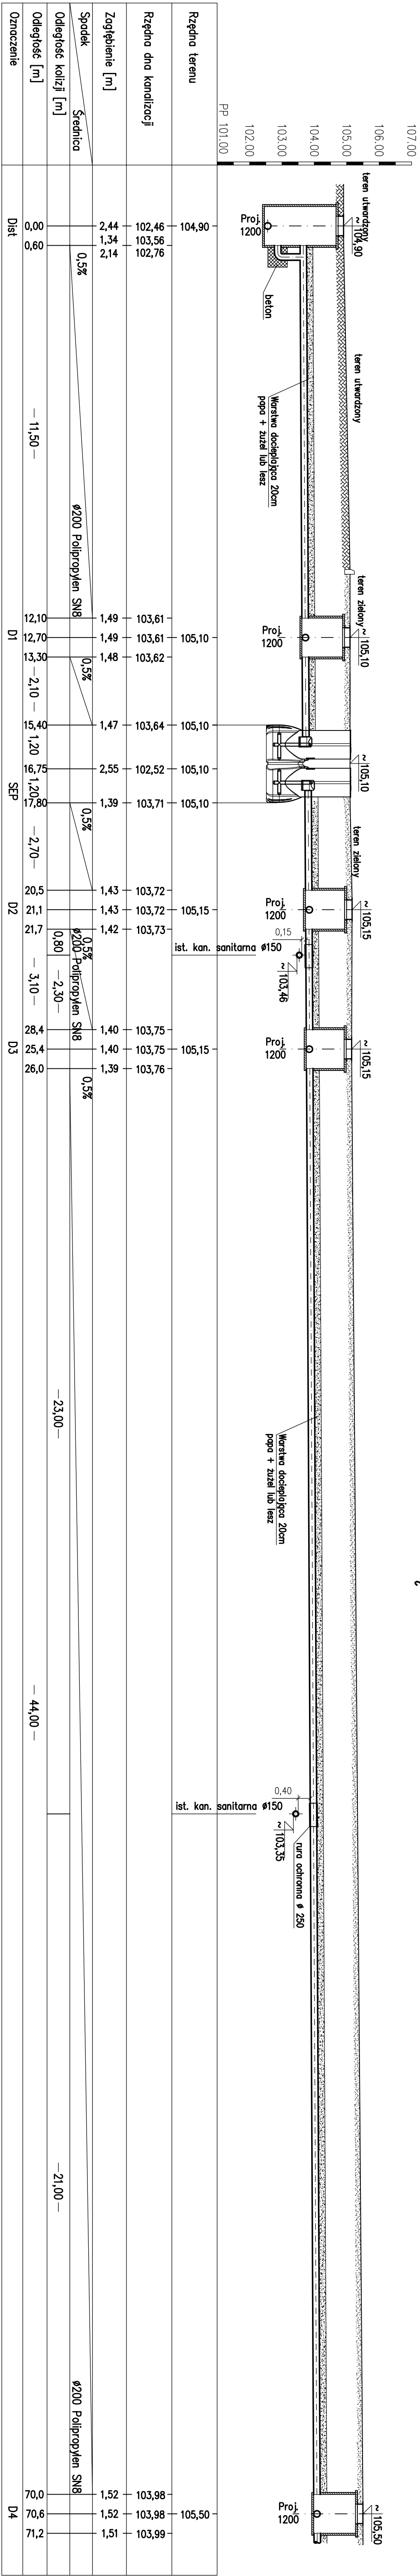 107.00
106.00
105.00
104.00
103.00
102.00
PP 101.00
teren utwardzony
104,90
Proj.
1200
beton
teren utwardzony
Warstwa docieplająca 20cm
papa + żużel lub lesz
teren zielony
105,10
Proj.
1200
105,10
teren zielony
105,15
Proj.
1200
0,15
103,46
ist. kan. sanitarna ø150
105,15
Proj.
1200
Warstwa docieplająca 20cm
papa + żużel lub lesz
0,40
103,35
ist. kan. sanitarna ø150
rura ochronna ø 250
105,50
Proj.
1200
Rzędna terenu
104,90
105,10
105,10
105,10
105,10
105,15
105,15
105,50
Rzędna dna kanalizacji
102,46
103,56
102,76
103,61
103,61
103,62
103,64
102,52
103,71
103,72
103,72
103,73
103,75
103,75
103,76
103,98
103,98
103,99
Zagłębienie [m]
2,44
1,34
2,14
1,49
1,49
1,48
1,47
2,55
1,39
1,43
1,43
1,42
1,40
1,40
1,39
1,52
1,52
1,51
Spadek
Średnica
0,5%
ø200 Polipropylen SN8
0,5%
0,5%
0,5%
ø200 Polipropylen SN8
0,5%
ø200 Polipropylen SN8
Odległość kolizji [m]
0,80
2,30
23,00
21,00
Odległość [m]
0,00
0,60
11,50
12,10
12,70
13,30
2,10
15,40
1,20
16,75
1,20
17,80
2,70
20,5
21,1
21,7
3,10
28,4
25,4
26,0
44,00
70,0
70,6
71,2
Oznaczenie
Dist
D1
SEP
D2
D3
D4